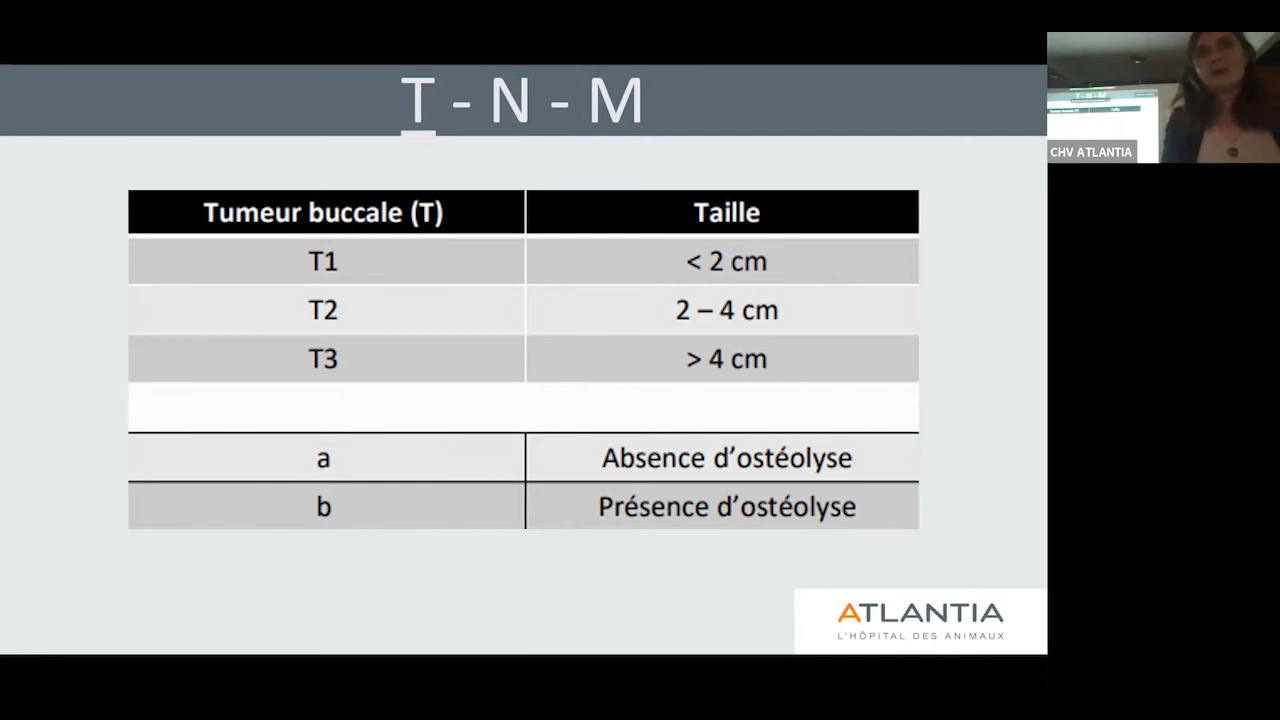 T - N - M
Tumeur buccale (T) Taille
T1 < 2 cm
T2 2 – 4 cm
T3 > 4 cm
a Absence d’ostéolyse
b Présence d’ostéolyse
ATLANTIA
L'HÔPITAL DES ANIMAUX
CHV ATLANTIA
T - N - M